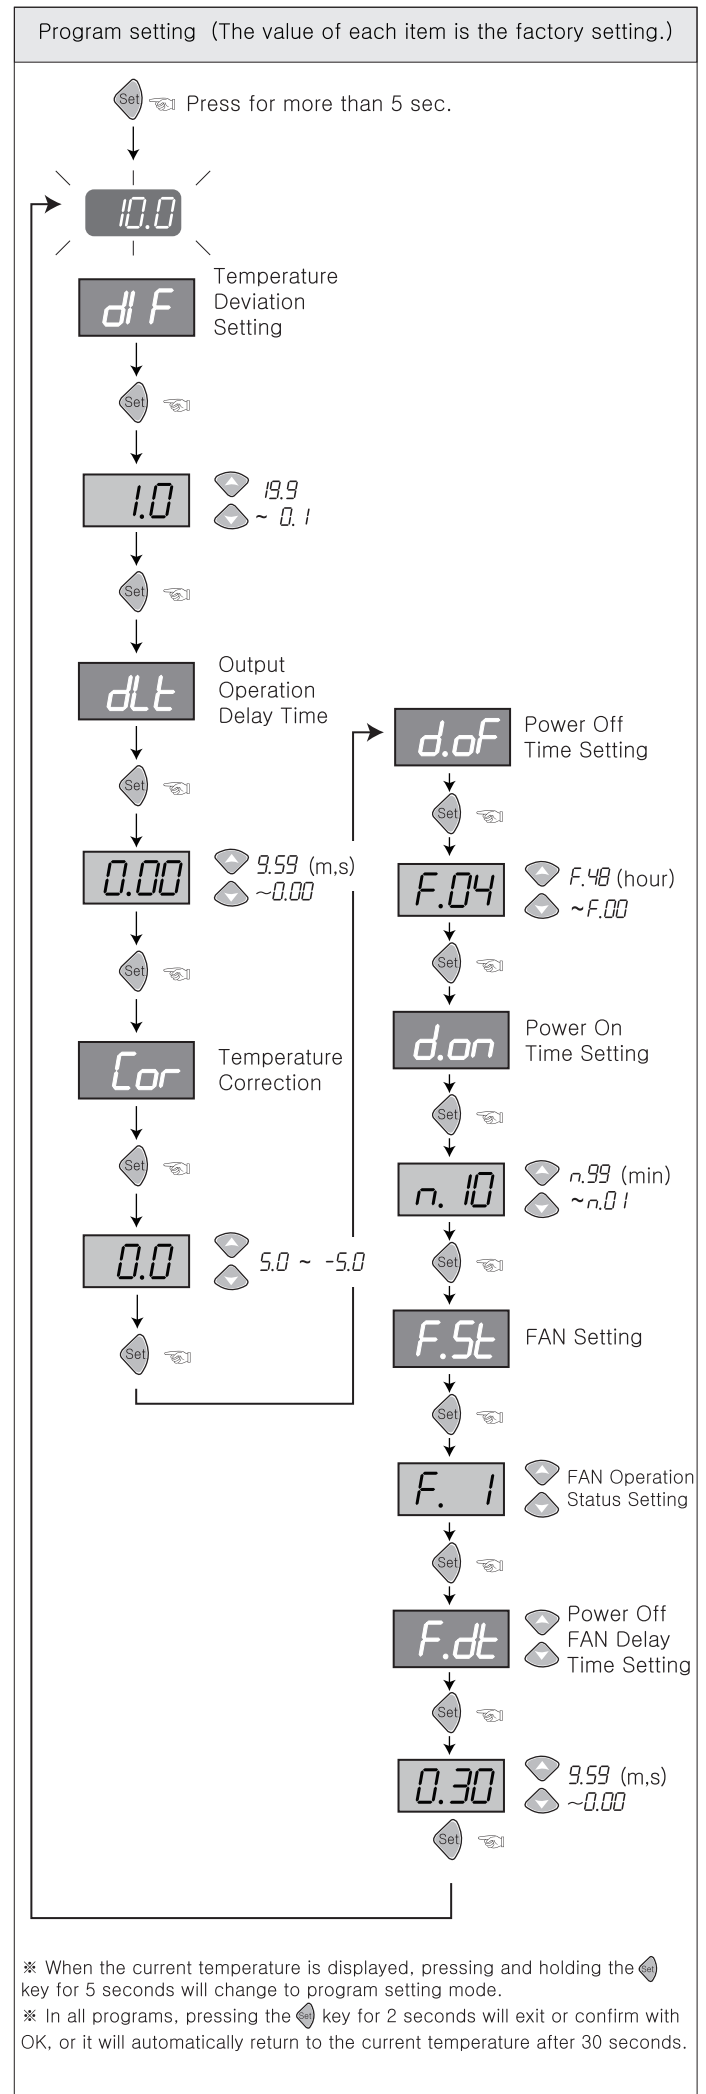 Program setting (The value of each item is the factory setting.)
Set Press for more than 5 sec.
10.0
dIF
Temperature
Deviation
Setting
Set
1.0
19.9
~ 0.1
Set
dLt
Output
Operation
Delay Time
Set
0.00
9.59 (m,s)
~0.00
Set
Cor
Temperature
Correction
Set
0.0
5.0 ~ -5.0
Set
d.oF
Power Off
Time Setting
Set
F.04
F.48 (hour)
~F.00
Set
d.on
Power On
Time Setting
Set
n.10
n.99 (min)
~n.01
Set
F.St
FAN Setting
Set
F. 1
FAN Operation
Status Setting
Set
F.dt
Power Off
FAN Delay
Time Setting
Set
0.30
9.59 (m,s)
~0.00
Set
※ When the current temperature is displayed, pressing and holding the Set
key for 5 seconds will change to program setting mode.
※ In all programs, pressing the Set key for 2 seconds will exit or confirm with
OK, or it will automatically return to the current temperature after 30 seconds.